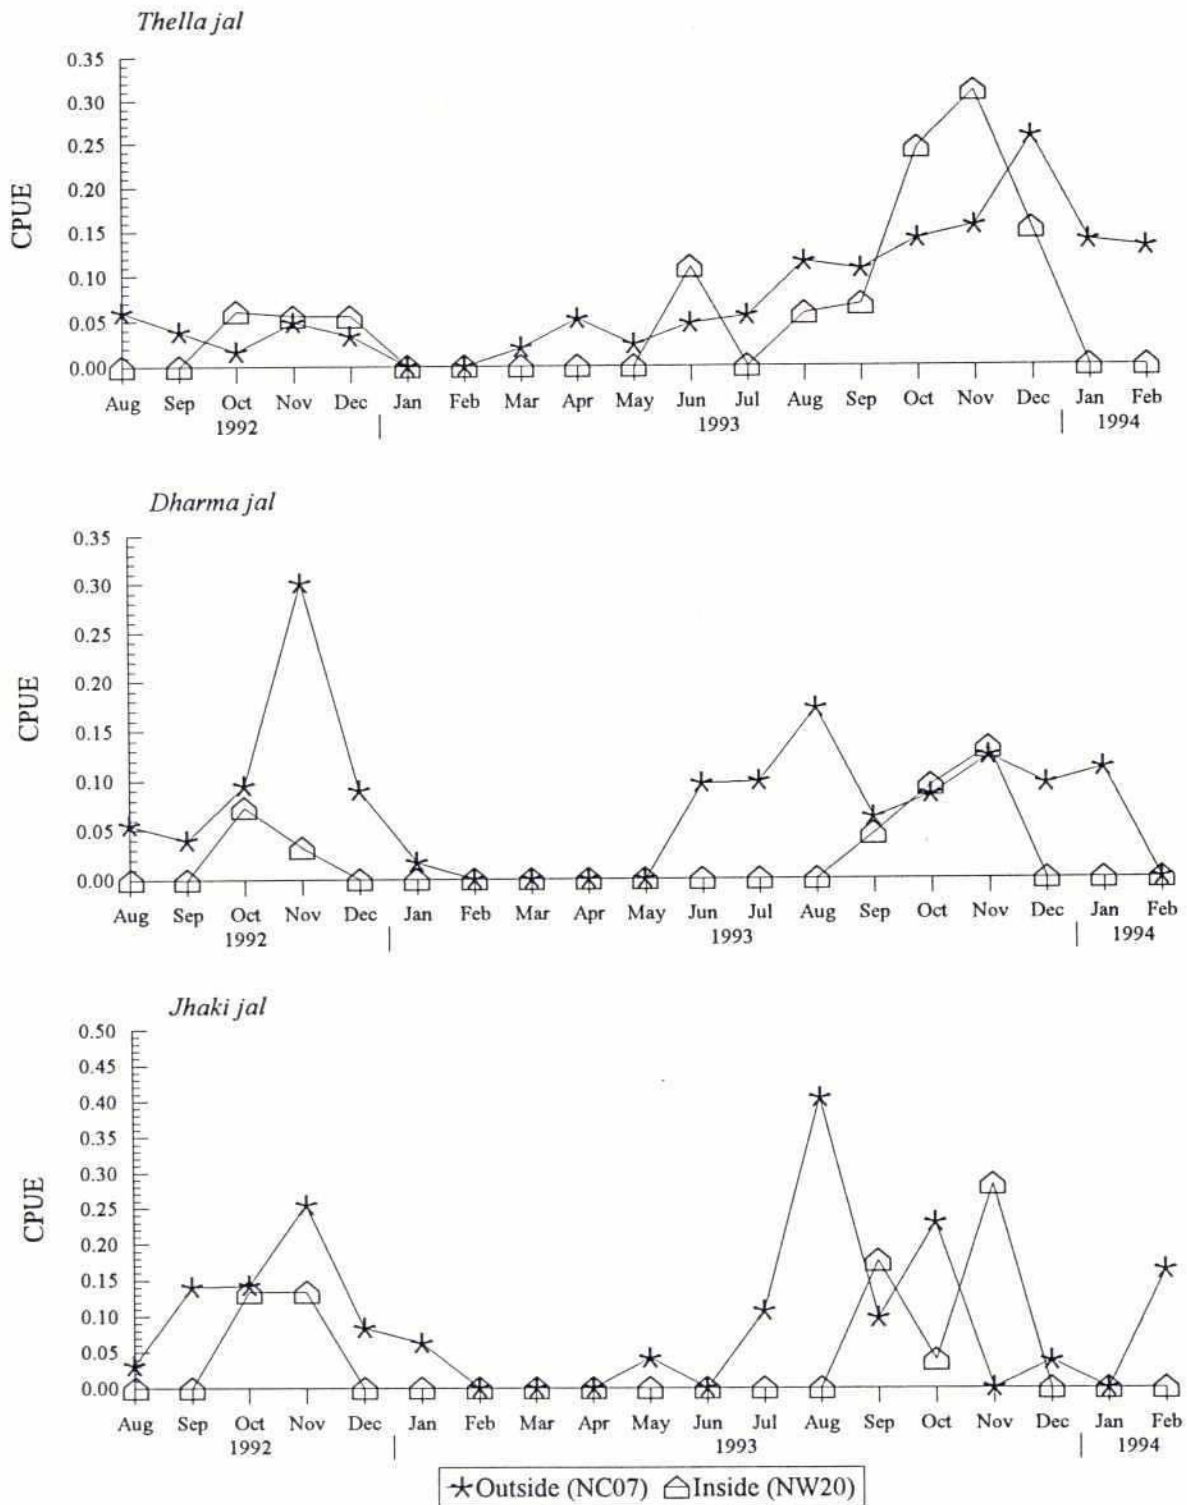 Thella jal
0.35
0.30
0.25
0.20
0.15
0.10
0.05
0.00
CPUE
Aug Sep Oct Nov Dec Jan Feb Mar Apr May Jun Jul Aug Sep Oct Nov Dec Jan Feb
1992 1993 1994
Dharma jal
0.35
0.30
0.25
0.20
0.15
0.10
0.05
0.00
CPUE
Aug Sep Oct Nov Dec Jan Feb Mar Apr May Jun Jul Aug Sep Oct Nov Dec Jan Feb
1992 1993 1994
Jhaki jal
0.50
0.45
0.40
0.35
0.30
0.25
0.20
0.15
0.10
0.05
0.00
CPUE
Aug Sep Oct Nov Dec Jan Feb Mar Apr May Jun Jul Aug Sep Oct Nov Dec Jan Feb
1992 1993 1994
Outside (NC07) Inside (NW20)